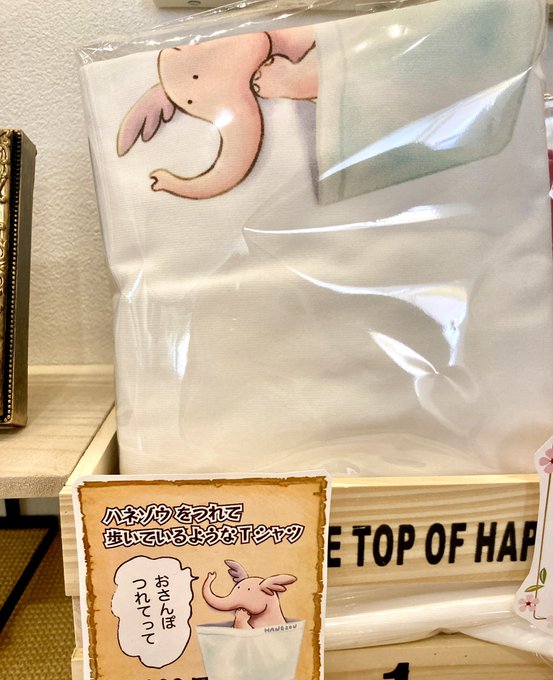 ハネゾウをつれて
歩いているようなTシャツ
おさんぽ
つれてって
HANEZOU
E TOP OF HAP
1